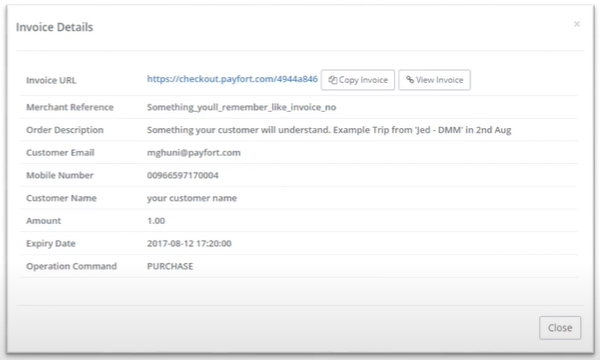 Invoice Details ×
Invoice URL https://checkout.payfort.com/4944a846 Copy Invoice View Invoice
Merchant Reference Something_youll_remember_like_invoice_no
Order Description Something your customer will understand. Example Trip from 'Jed - DMM' in 2nd Aug
Customer Email mghuni@payfort.com
Mobile Number 00966597170004
Customer Name your customer name
Amount 1.00
Expiry Date 2017-08-12 17:20:00
Operation Command PURCHASE
Close